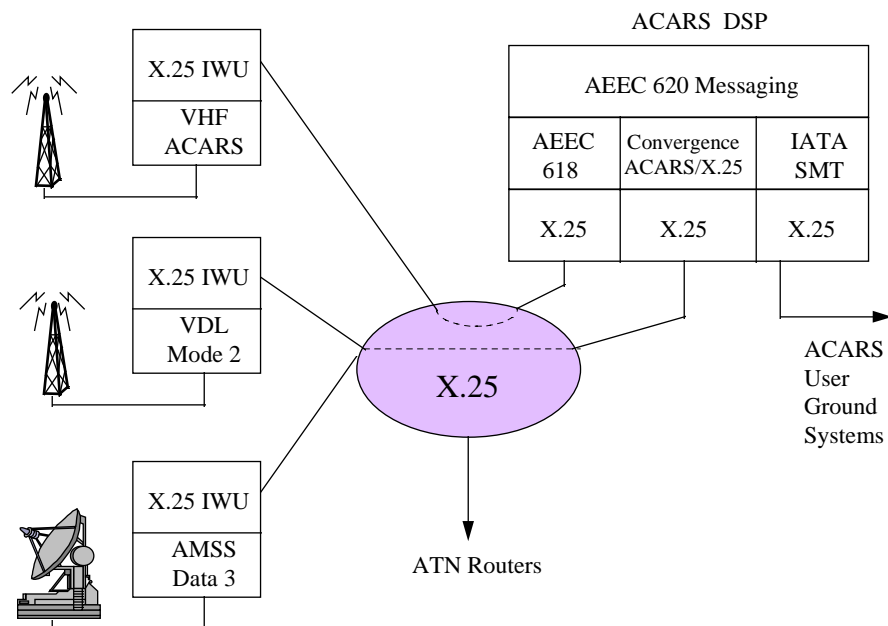 ACARS DSP
X.25 IWU
VHF
ACARS
AEEC 620 Messaging
AEEC
618
Convergence
ACARS/X.25
IATA
SMT
X.25
X.25
X.25
X.25 IWU
VDL
Mode 2
X.25
ACARS
User
Ground
Systems
X.25 IWU
AMSS
Data 3
ATN Routers